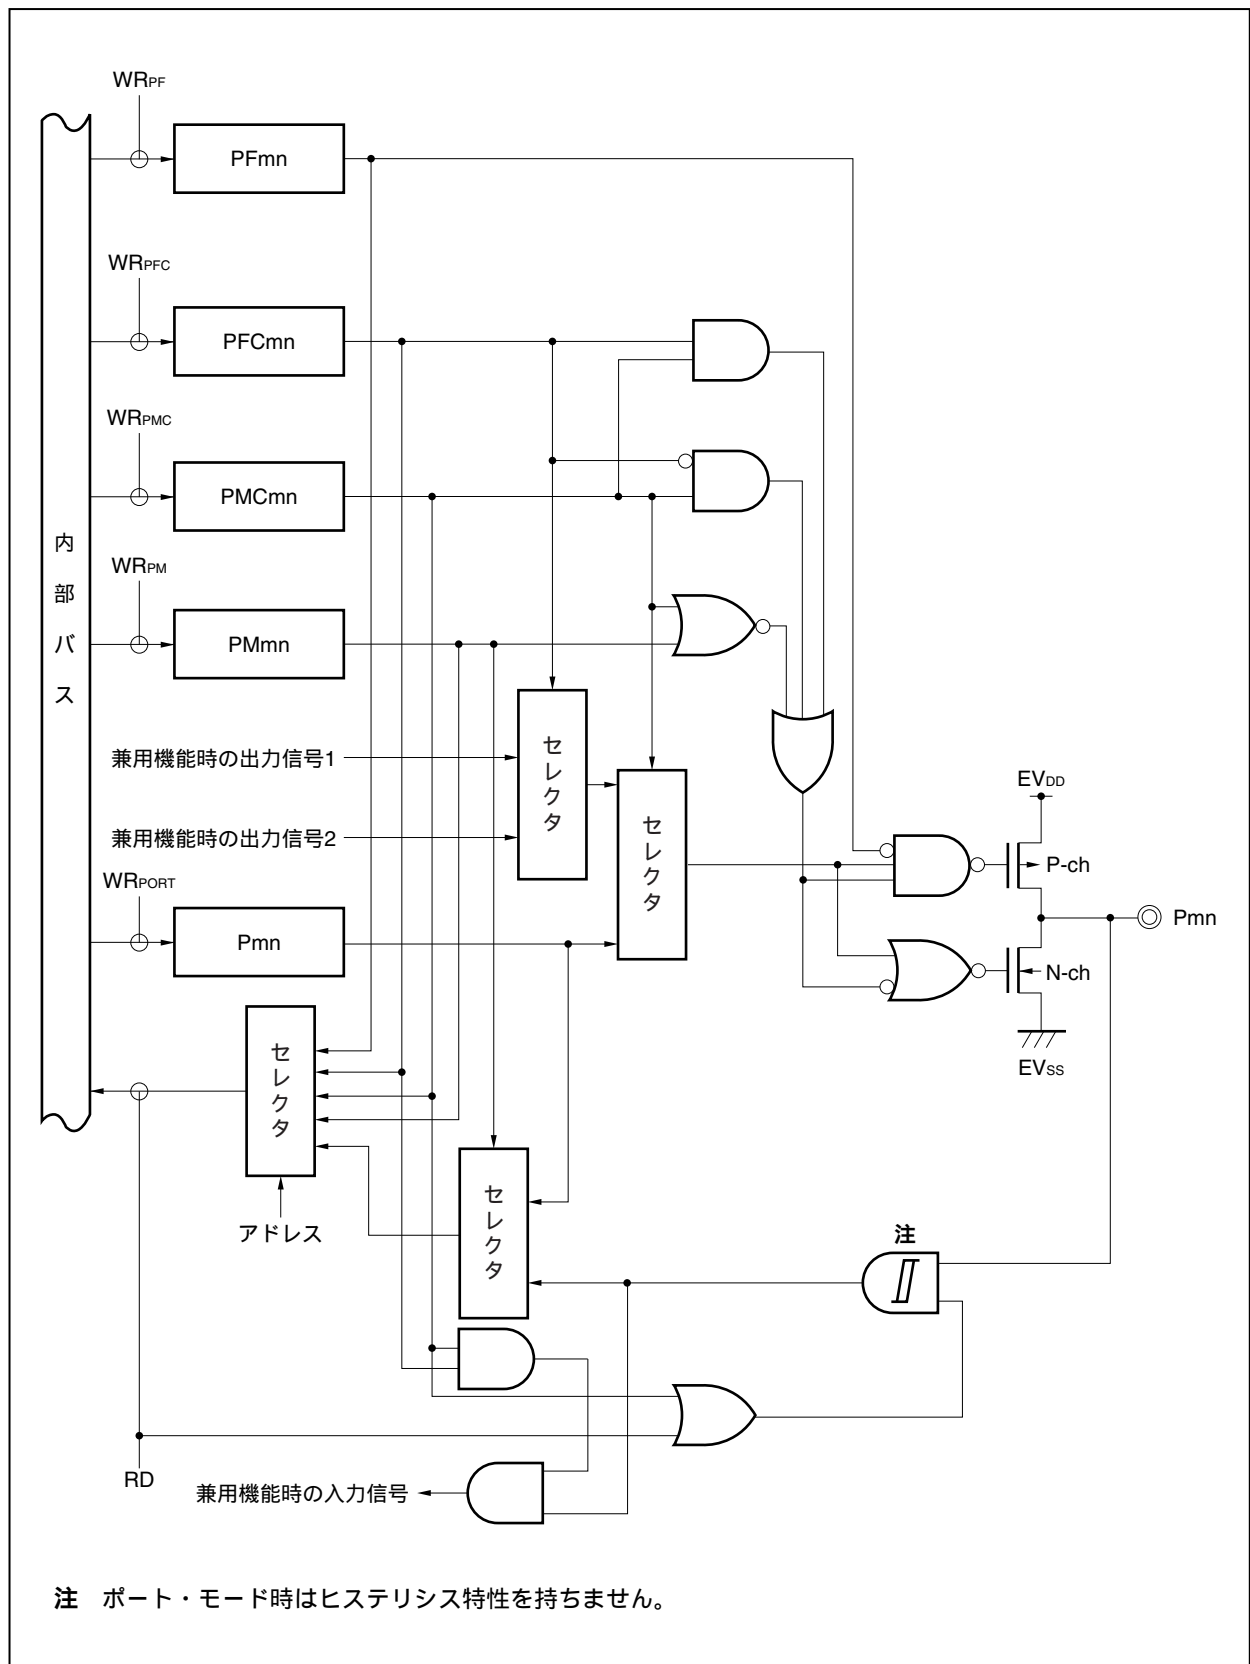 WRPF
PFmn
WRPFC
PFCmn
WRPMC
PMCmn
内部バス
WRPM
PMmn
兼用機能時の出力信号1
セレクタ
兼用機能時の出力信号2
セレクタ
EVDD
P-ch
WRPORT
Pmn
Pmn
N-ch
EVSS
セレクタ
アドレス
セレクタ
注
RD
兼用機能時の入力信号
注 ポート・モード時はヒステリシス特性を持ちません。